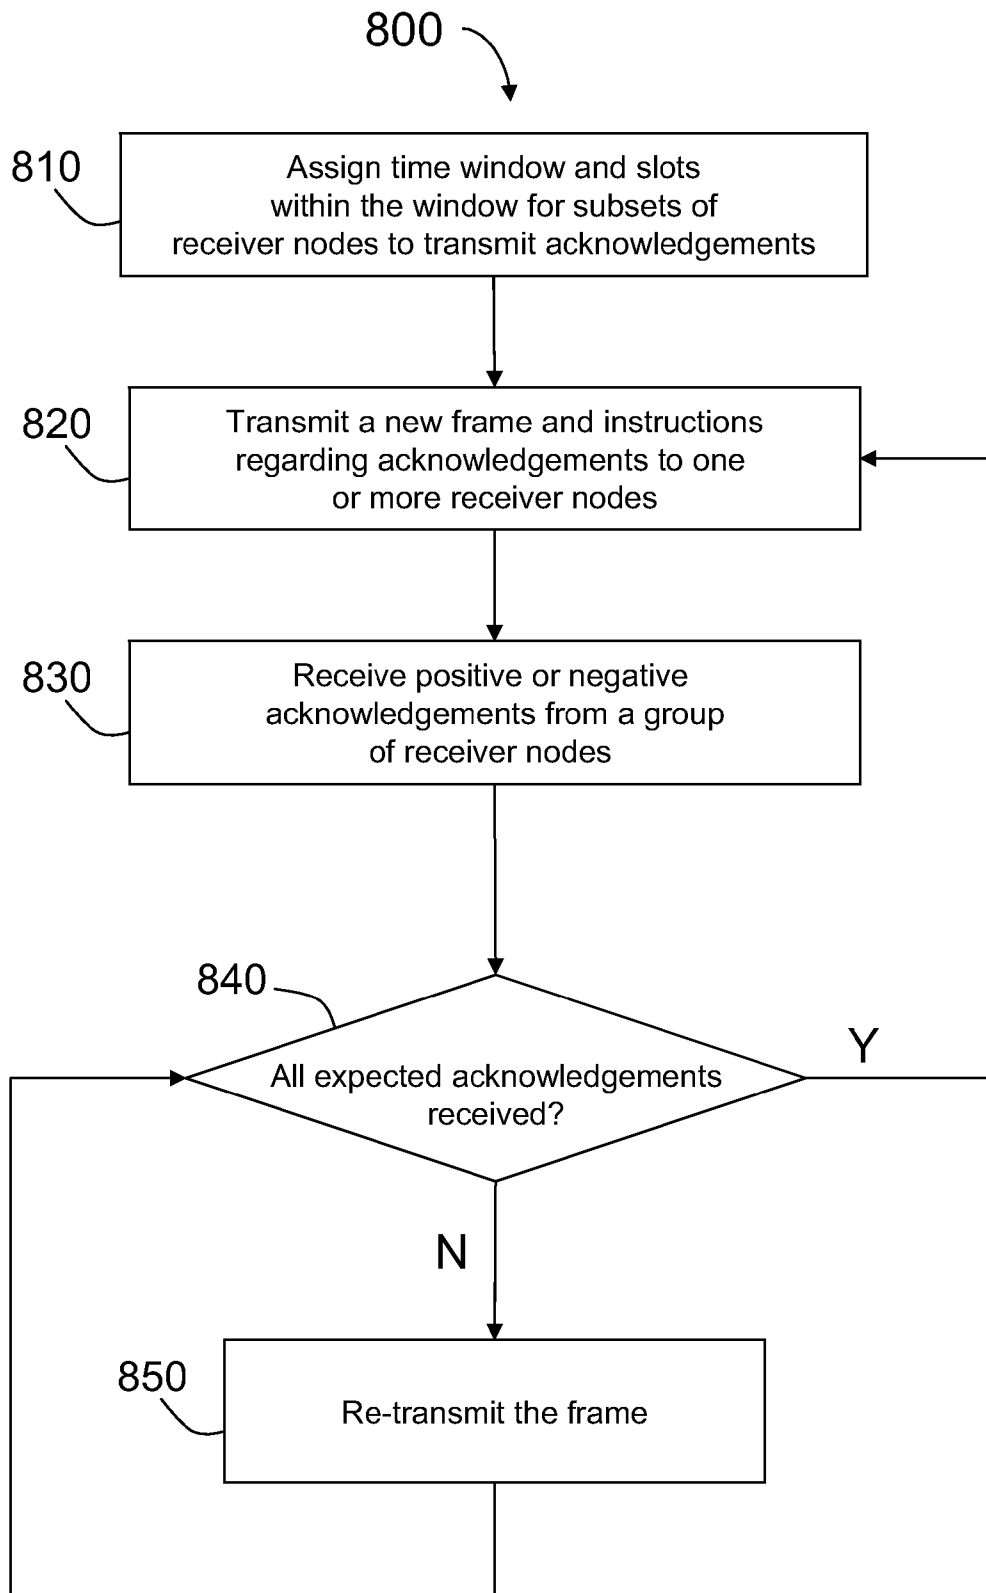 800
810
Assign time window and slots
within the window for subsets of
receiver nodes to transmit acknowledgements
820
Transmit a new frame and instructions
regarding acknowledgements to one
or more receiver nodes
830
Receive positive or negative
acknowledgements from a group
of receiver nodes
840
All expected acknowledgements
received?
Y
N
850
Re-transmit the frame